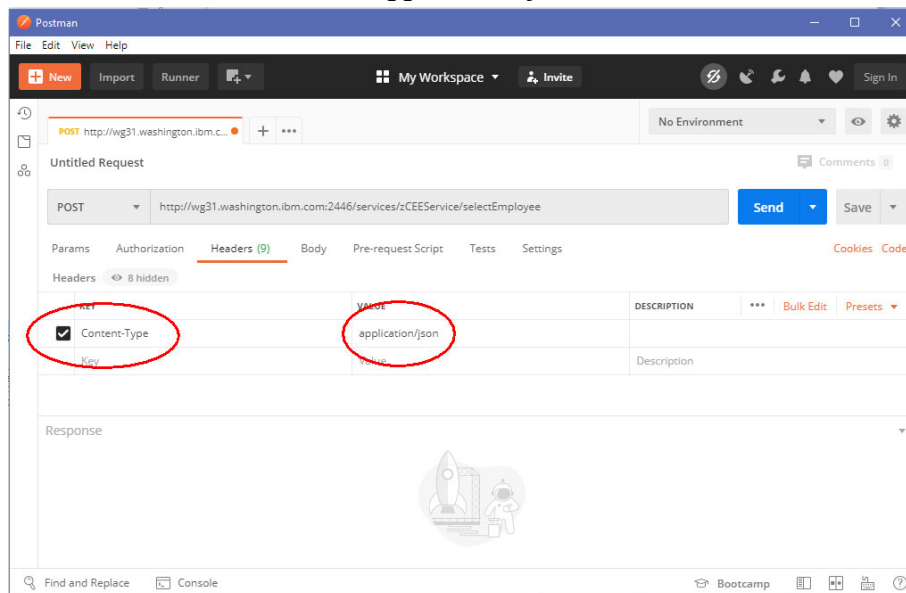 Postman
File Edit View Help
New Import Runner My Workspace Invite Sign In
POST http://wg31.washington.ibm.c... + ••• No Environment
Untitled Request Comments 0
POST http://wg31.washington.ibm.com:2446/services/zCEEService/selectEmployee Send Save
Params Authorization Headers (9) Body Pre-request Script Tests Settings Cookies Code
Headers 8 hidden
KEY VALUE DESCRIPTION ••• Bulk Edit Presets
Content-Type application/json
Key Value Description
Response
Find and Replace Console Bootcamp